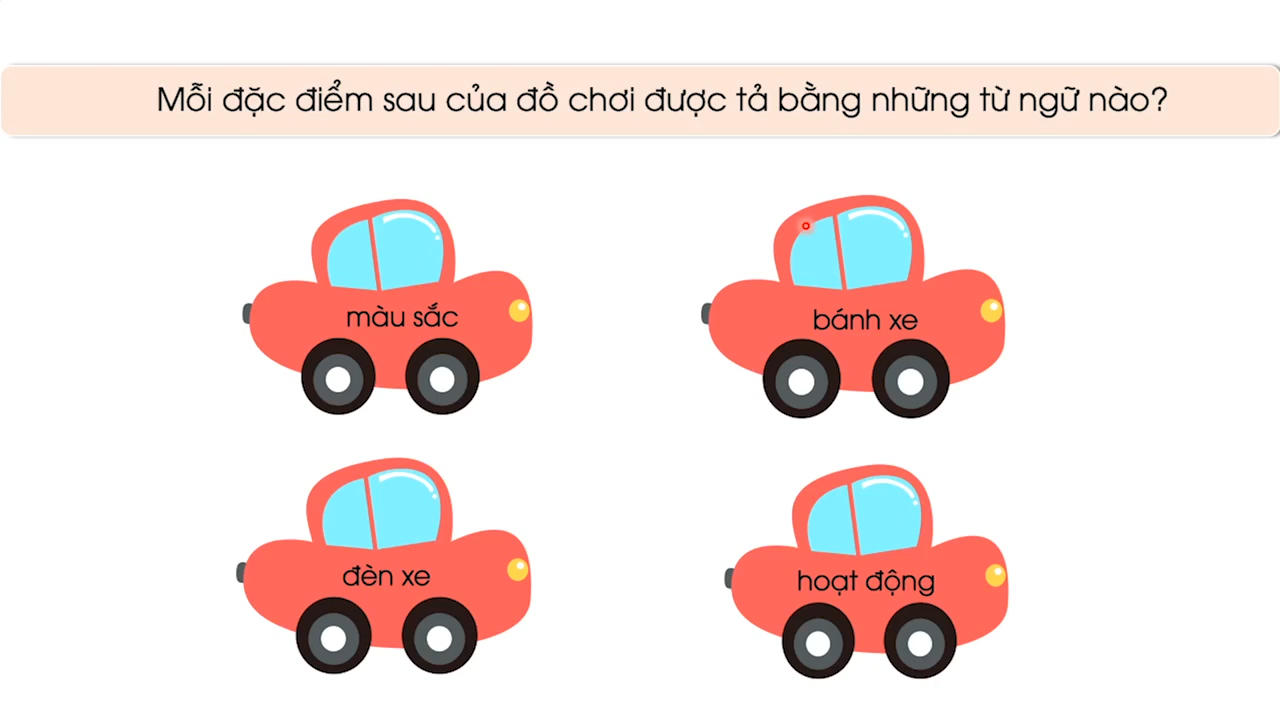 Mỗi đặc điểm sau của đồ chơi được tả bằng những từ ngữ nào?
màu sắc
bánh xe
đèn xe
hoạt động